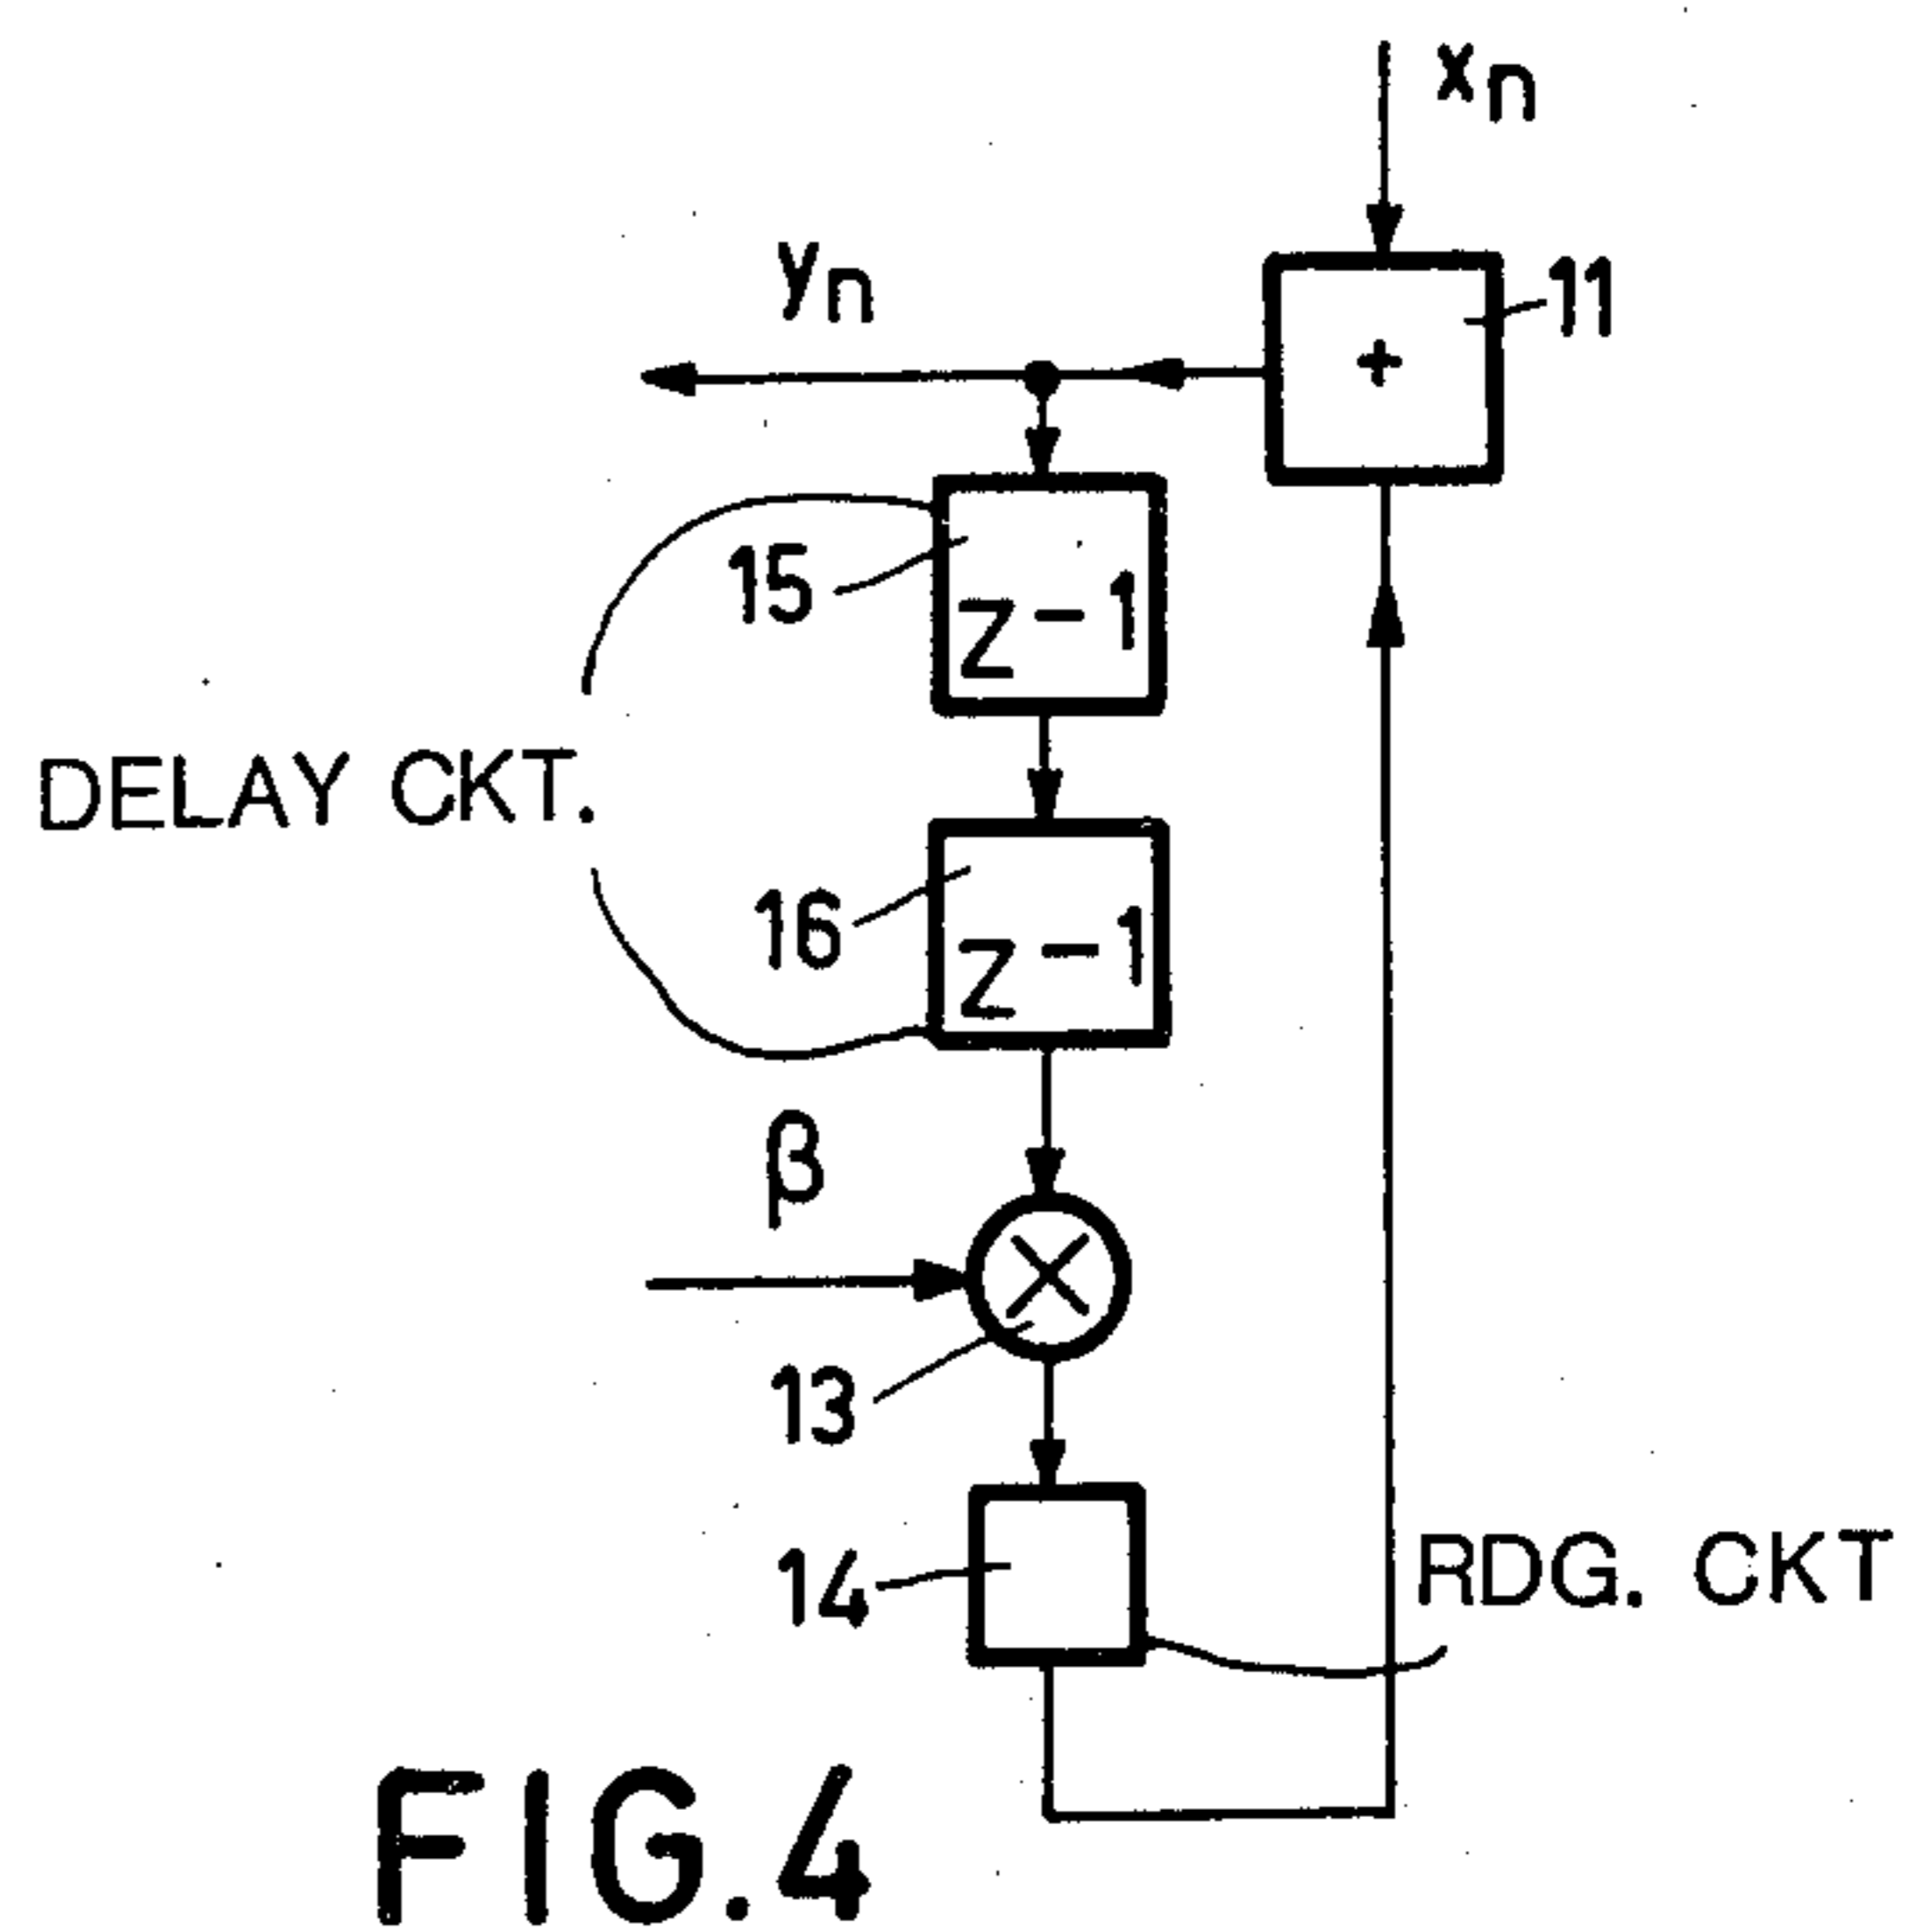 xn
yn
11
+
15
z-1
DELAY CKT.
16
z-1
β
13
14
RDG. CKT
FIG.4